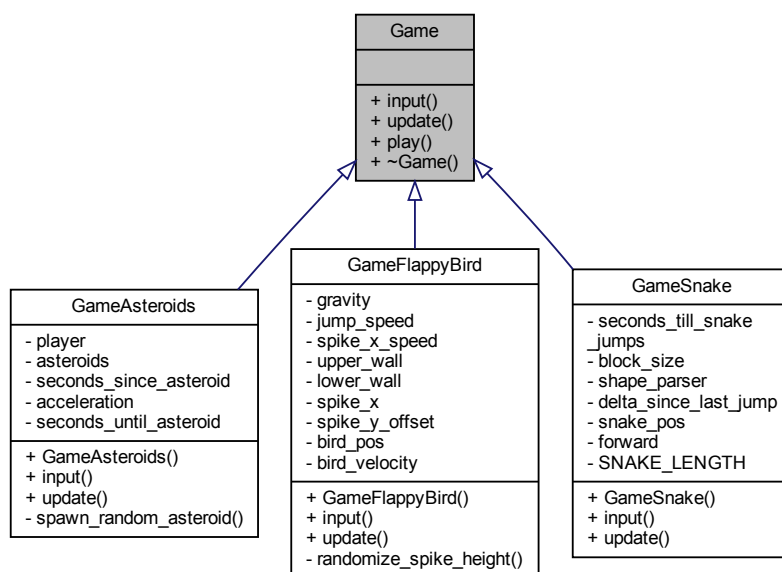 Game
+ input()
+ update()
+ play()
+ ~Game()
GameAsteroids
- player
- asteroids
- seconds_since_asteroid
- acceleration
- seconds_until_asteroid
+ GameAsteroids()
+ input()
+ update()
- spawn_random_asteroid()
GameFlappyBird
- gravity
- jump_speed
- spike_x_speed
- upper_wall
- lower_wall
- spike_x
- spike_y_offset
- bird_pos
- bird_velocity
+ GameFlappyBird()
+ input()
+ update()
- randomize_spike_height()
GameSnake
- seconds_till_snake
_jumps
- block_size
- shape_parser
- delta_since_last_jump
- snake_pos
- forward
- SNAKE_LENGTH
+ GameSnake()
+ input()
+ update()